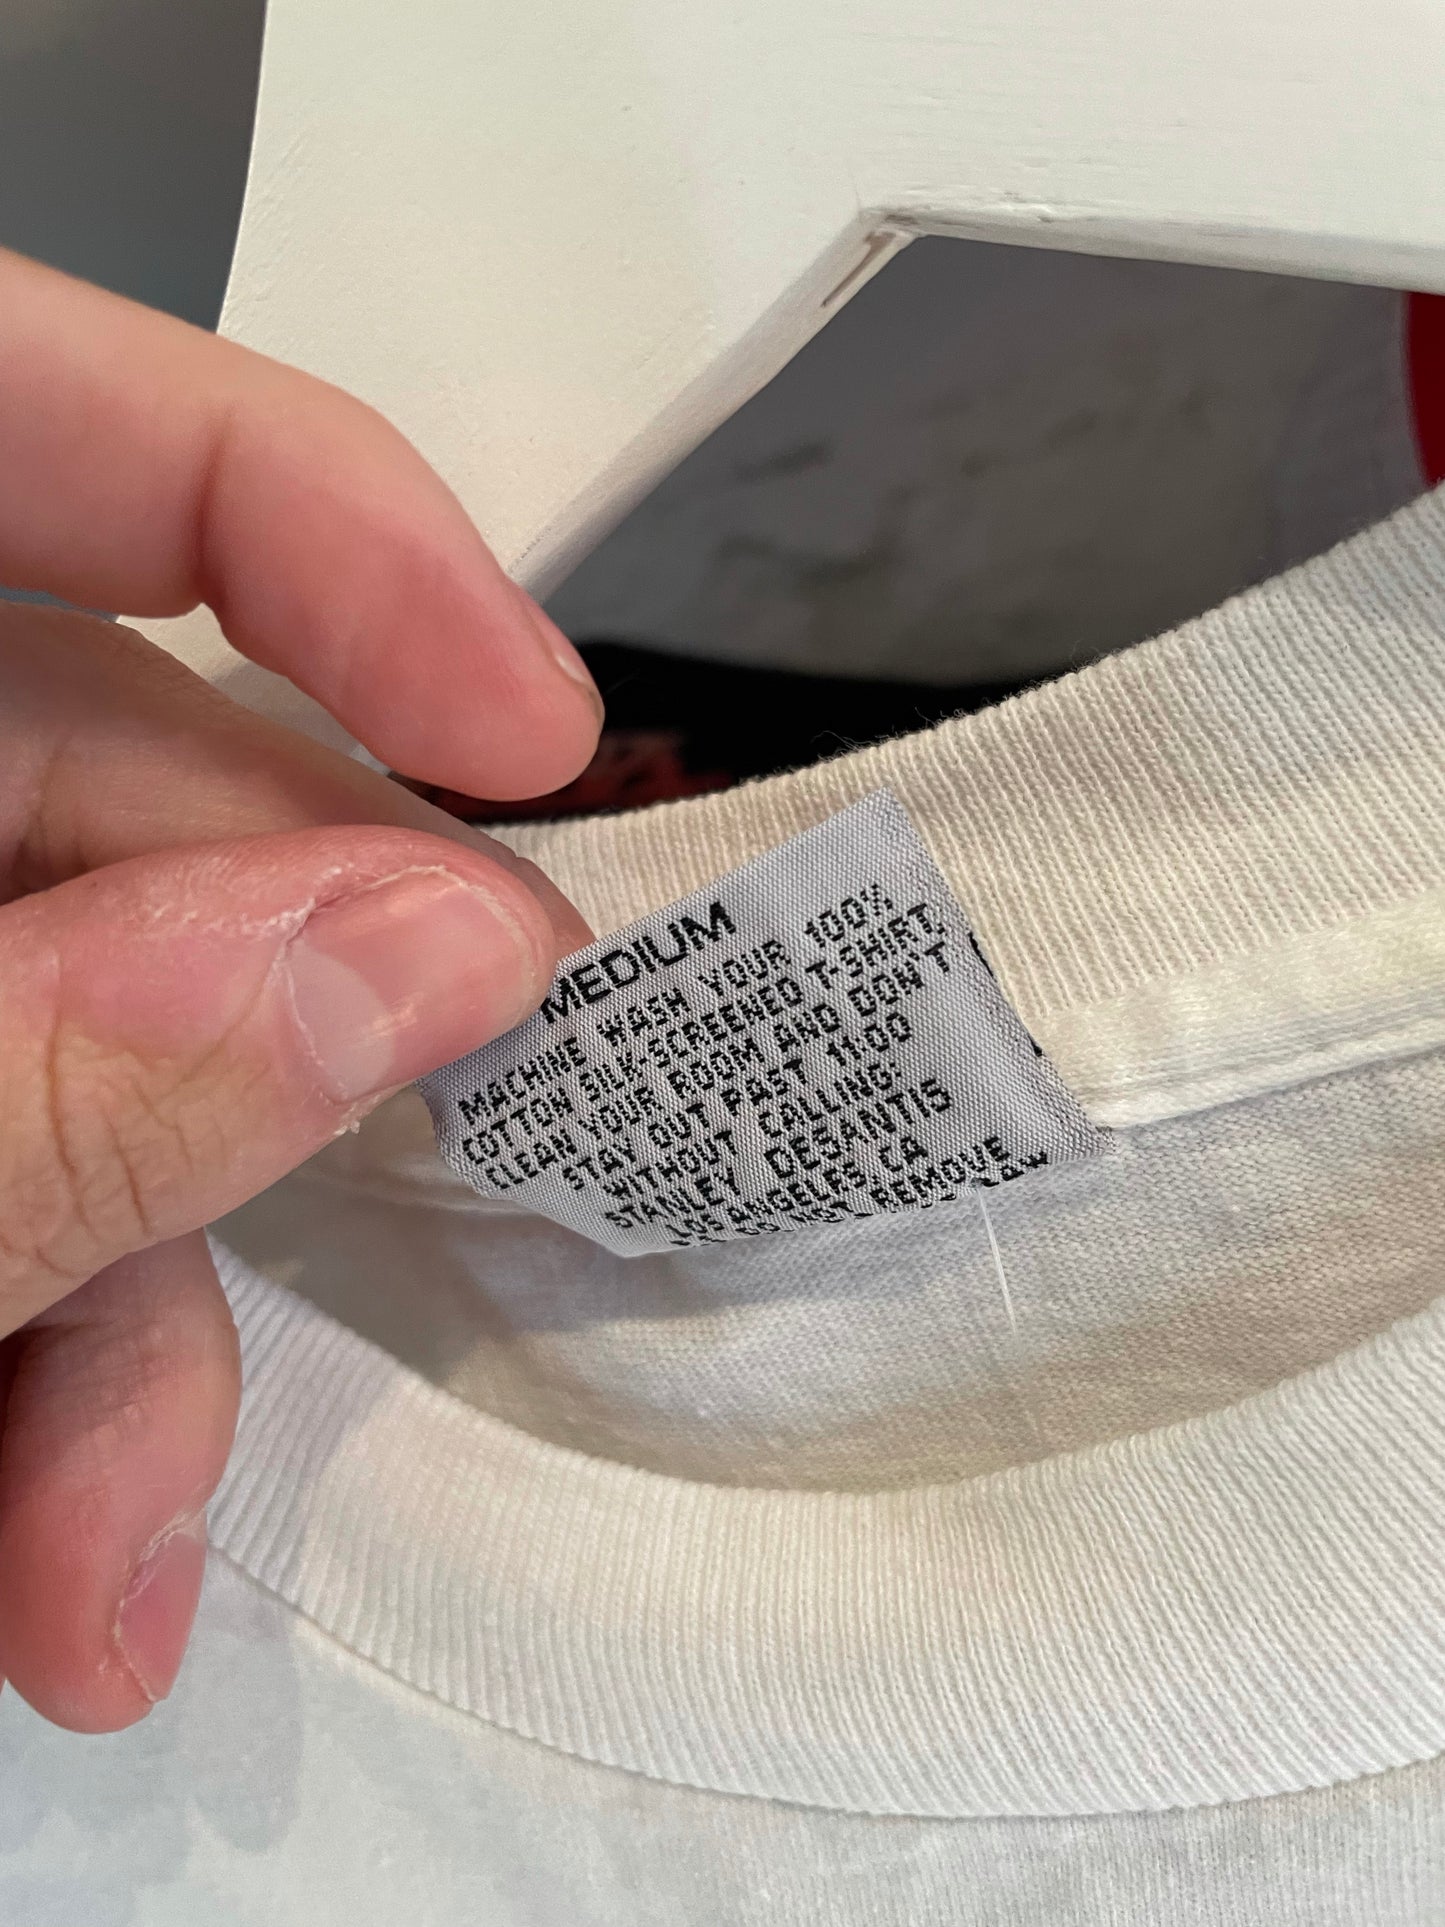 MEDIUM
MACHINE WASH YOUR 100%
COTTON SILK-SCREENED T-SHIRT,
CLEAN YOUR ROOM AND DON'T
STAY OUT PAST 11:00
WITHOUT CALLING:
STANLEY DESANTIS
LOS ANGELES, CA
DO NOT REMOVE